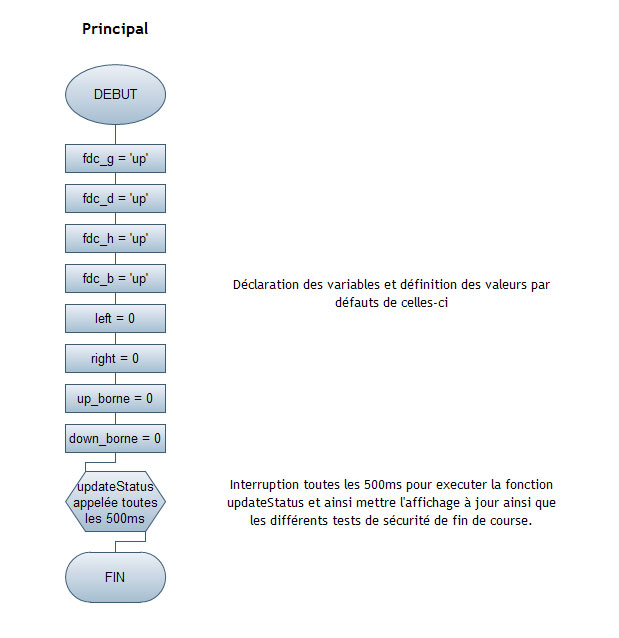 Principal
DEBUT
fdc_g = 'up'
fdc_d = 'up'
fdc_h = 'up'
fdc_b = 'up'
Déclaration des variables et définition des valeurs par
défauts de celles-ci
left = 0
right = 0
up_borne = 0
down_borne = 0
updateStatus
appelée toutes
les 500ms
Interruption toutes les 500ms pour executer la fonction
updateStatus et ainsi mettre l'affichage à jour ainsi que
les différents tests de sécurité de fin de course.
FIN